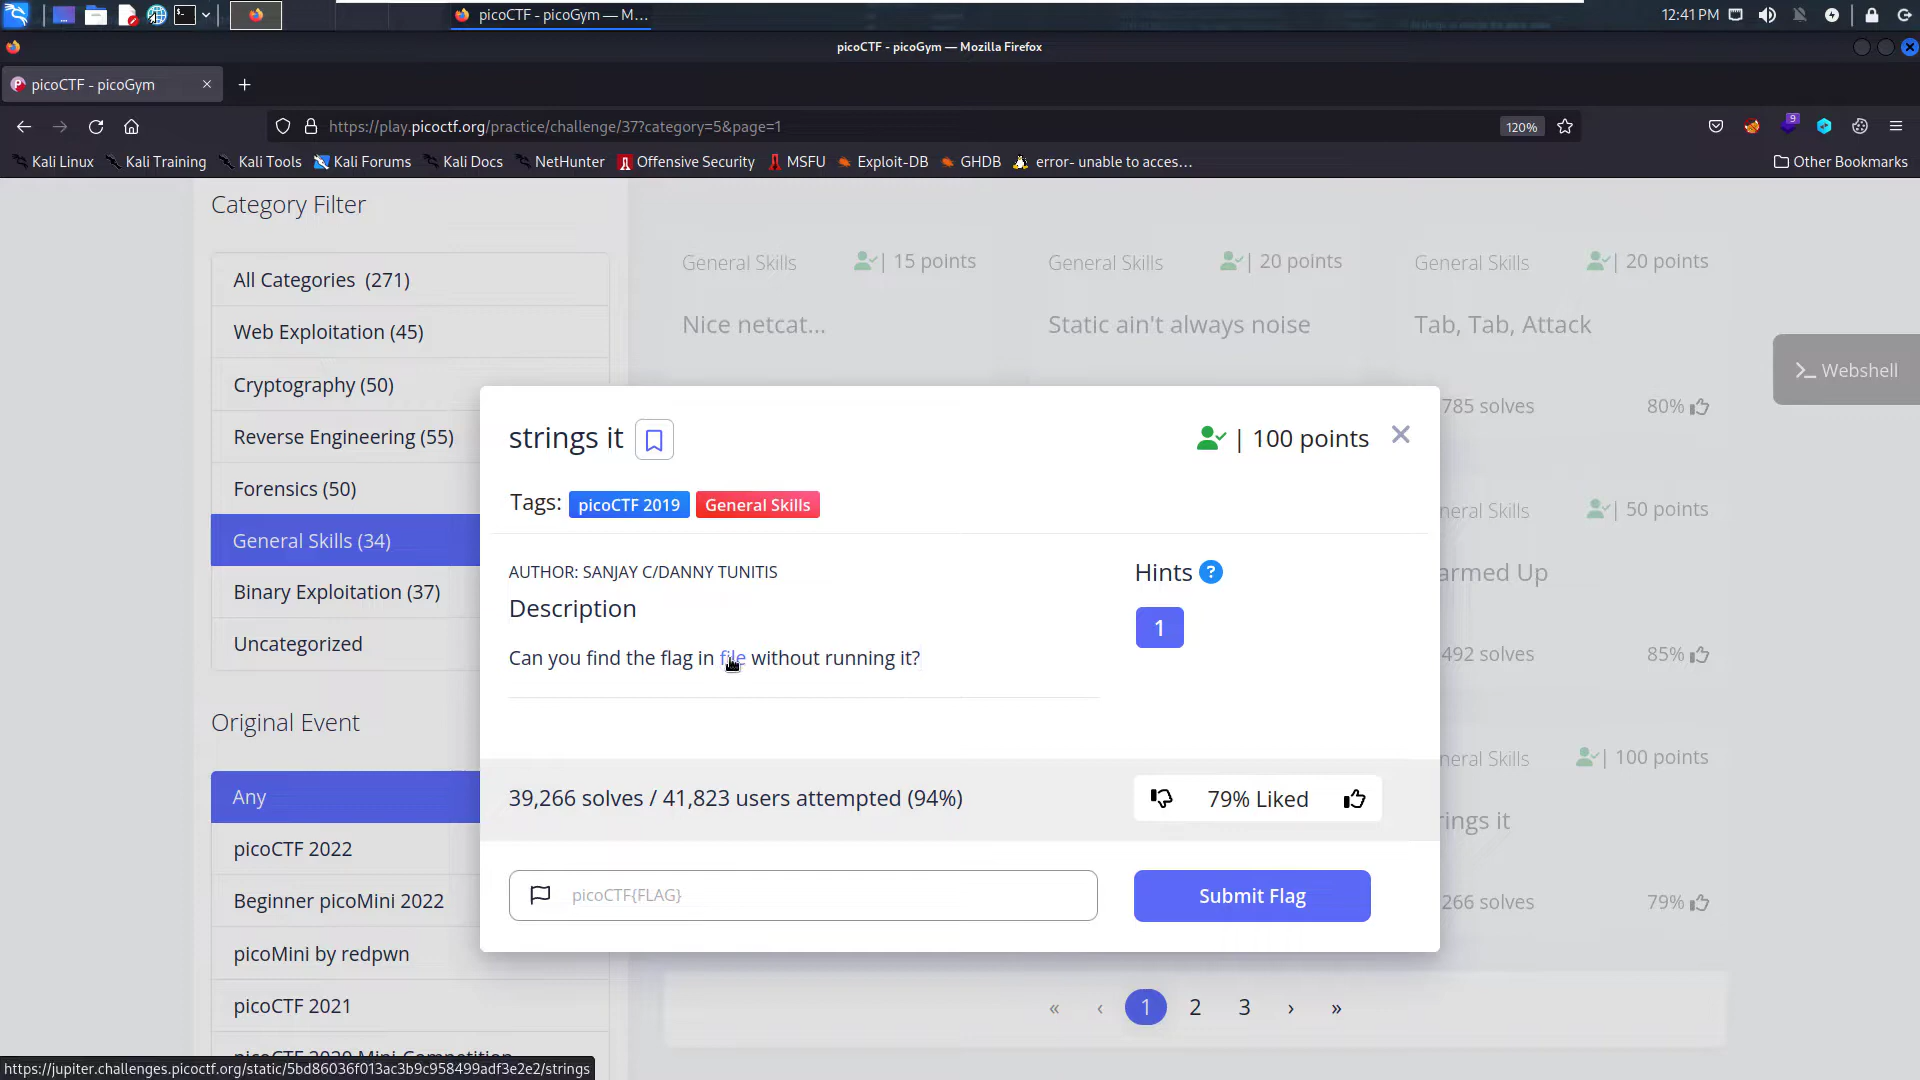 picoCTF - picoGym — M...
12:41 PM
picoCTF - picoGym — Mozilla Firefox
picoCTF - picoGym
https://play.picoctf.org/practice/challenge/37?category=5&page=1
120%
9
Kali Linux
Kali Training
Kali Tools
Kali Forums
Kali Docs
NetHunter
Offensive Security
MSFU
Exploit-DB
GHDB
error- unable to acces...
Other Bookmarks
Category Filter
All Categories (271)
Web Exploitation (45)
Cryptography (50)
Reverse Engineering (55)
Forensics (50)
General Skills (34)
Binary Exploitation (37)
Uncategorized
Original Event
Any
picoCTF 2022
Beginner picoMini 2022
picoMini by redpwn
picoCTF 2021
picoCTF 2020 Mini-Competition
General Skills | 15 points
Nice netcat...
General Skills | 20 points
Static ain't always noise
General Skills | 20 points
Tab, Tab, Attack
785 solves 80%
neral Skills | 50 points
armed Up
492 solves 85%
neral Skills | 100 points
rings it
266 solves 79%
Webshell
strings it
| 100 points
Tags: picoCTF 2019 General Skills
AUTHOR: SANJAY C/DANNY TUNITIS
Description
Can you find the flag in file without running it?
Hints ?
1
39,266 solves / 41,823 users attempted (94%)
79% Liked
picoCTF{FLAG}
Submit Flag
« ‹ 1 2 3 › »
https://jupiter.challenges.picoctf.org/static/5bd86036f013ac3b9c958499adf3e2e2/strings